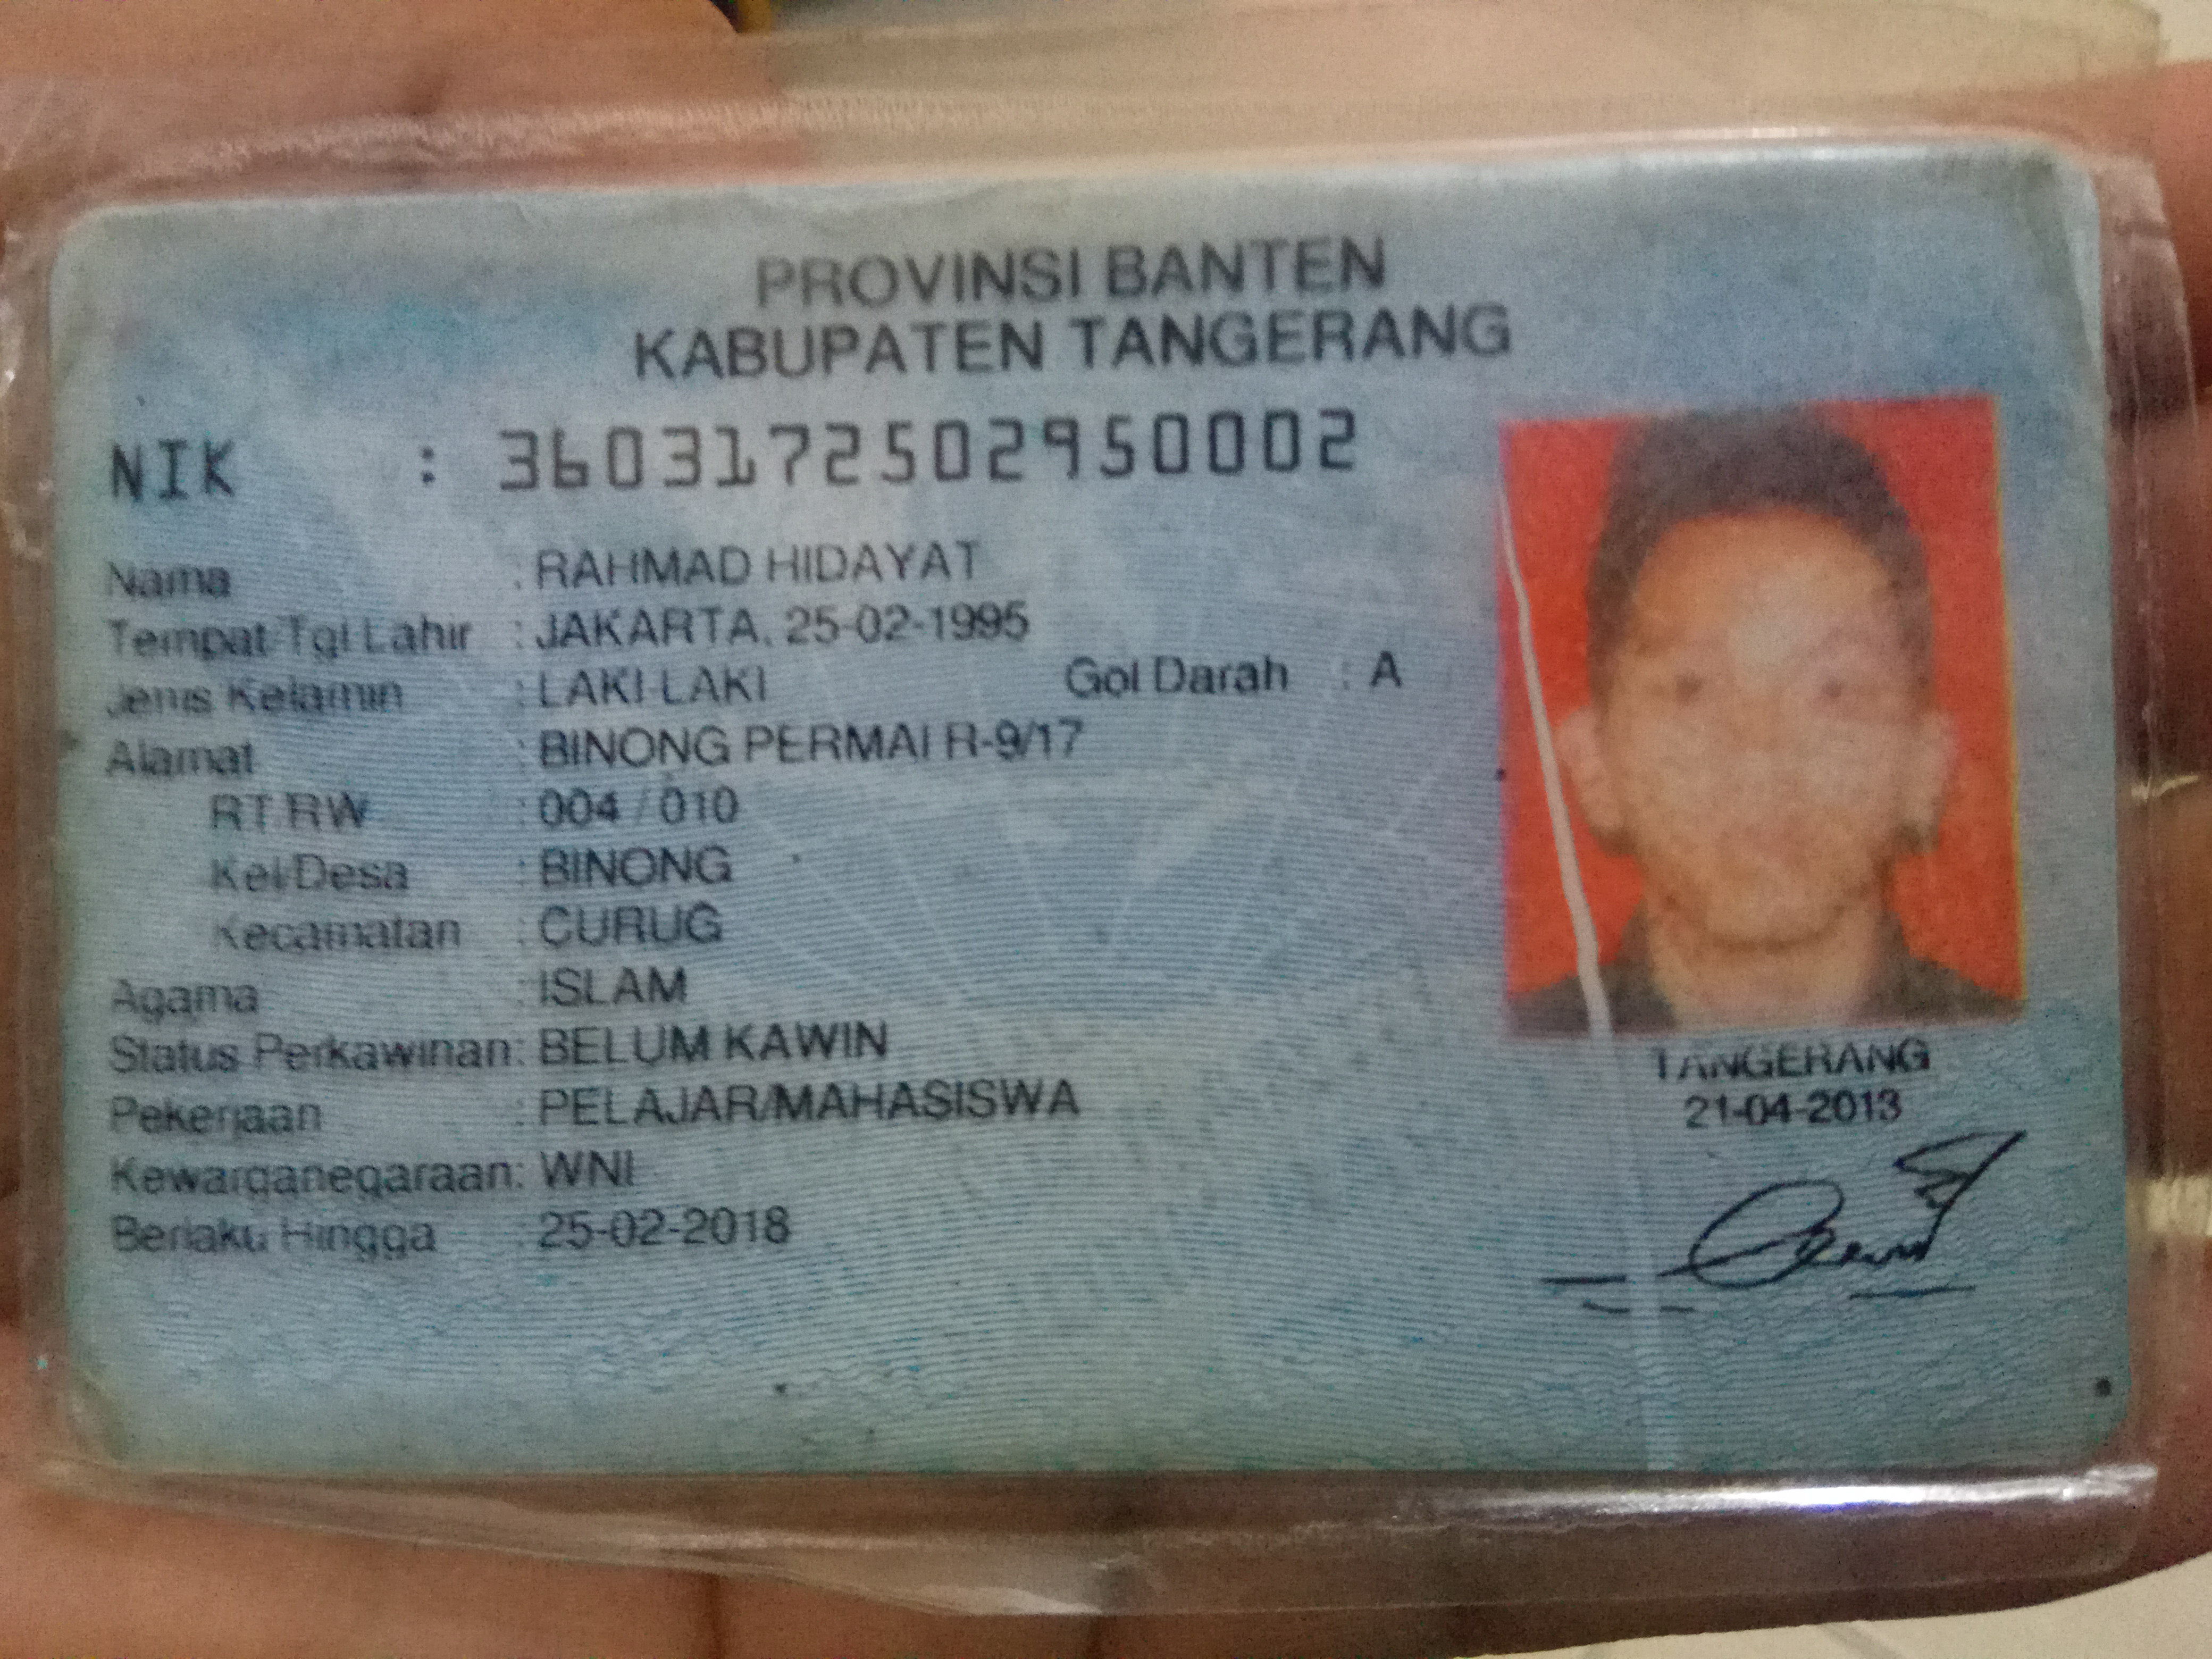 PROVINSI BANTEN
KABUPATEN TANGERANG
NIK : 3603172502950002
Nama : RAHMAD HIDAYAT
Tempat/Tgl Lahir : JAKARTA, 25-02-1995
Jenis Kelamin : LAKI-LAKI Gol Darah : A
Alamat : BINONG PERMAI R-9/17
RT/RW : 004 / 010
Kel/Desa : BINONG
Kecamatan : CURUG
Agama : ISLAM
Status Perkawinan: BELUM KAWIN
Pekerjaan : PELAJAR/MAHASISWA
Kewarganegaraan: WNI
Berlaku Hingga : 25-02-2018
TANGERANG
21-04-2013